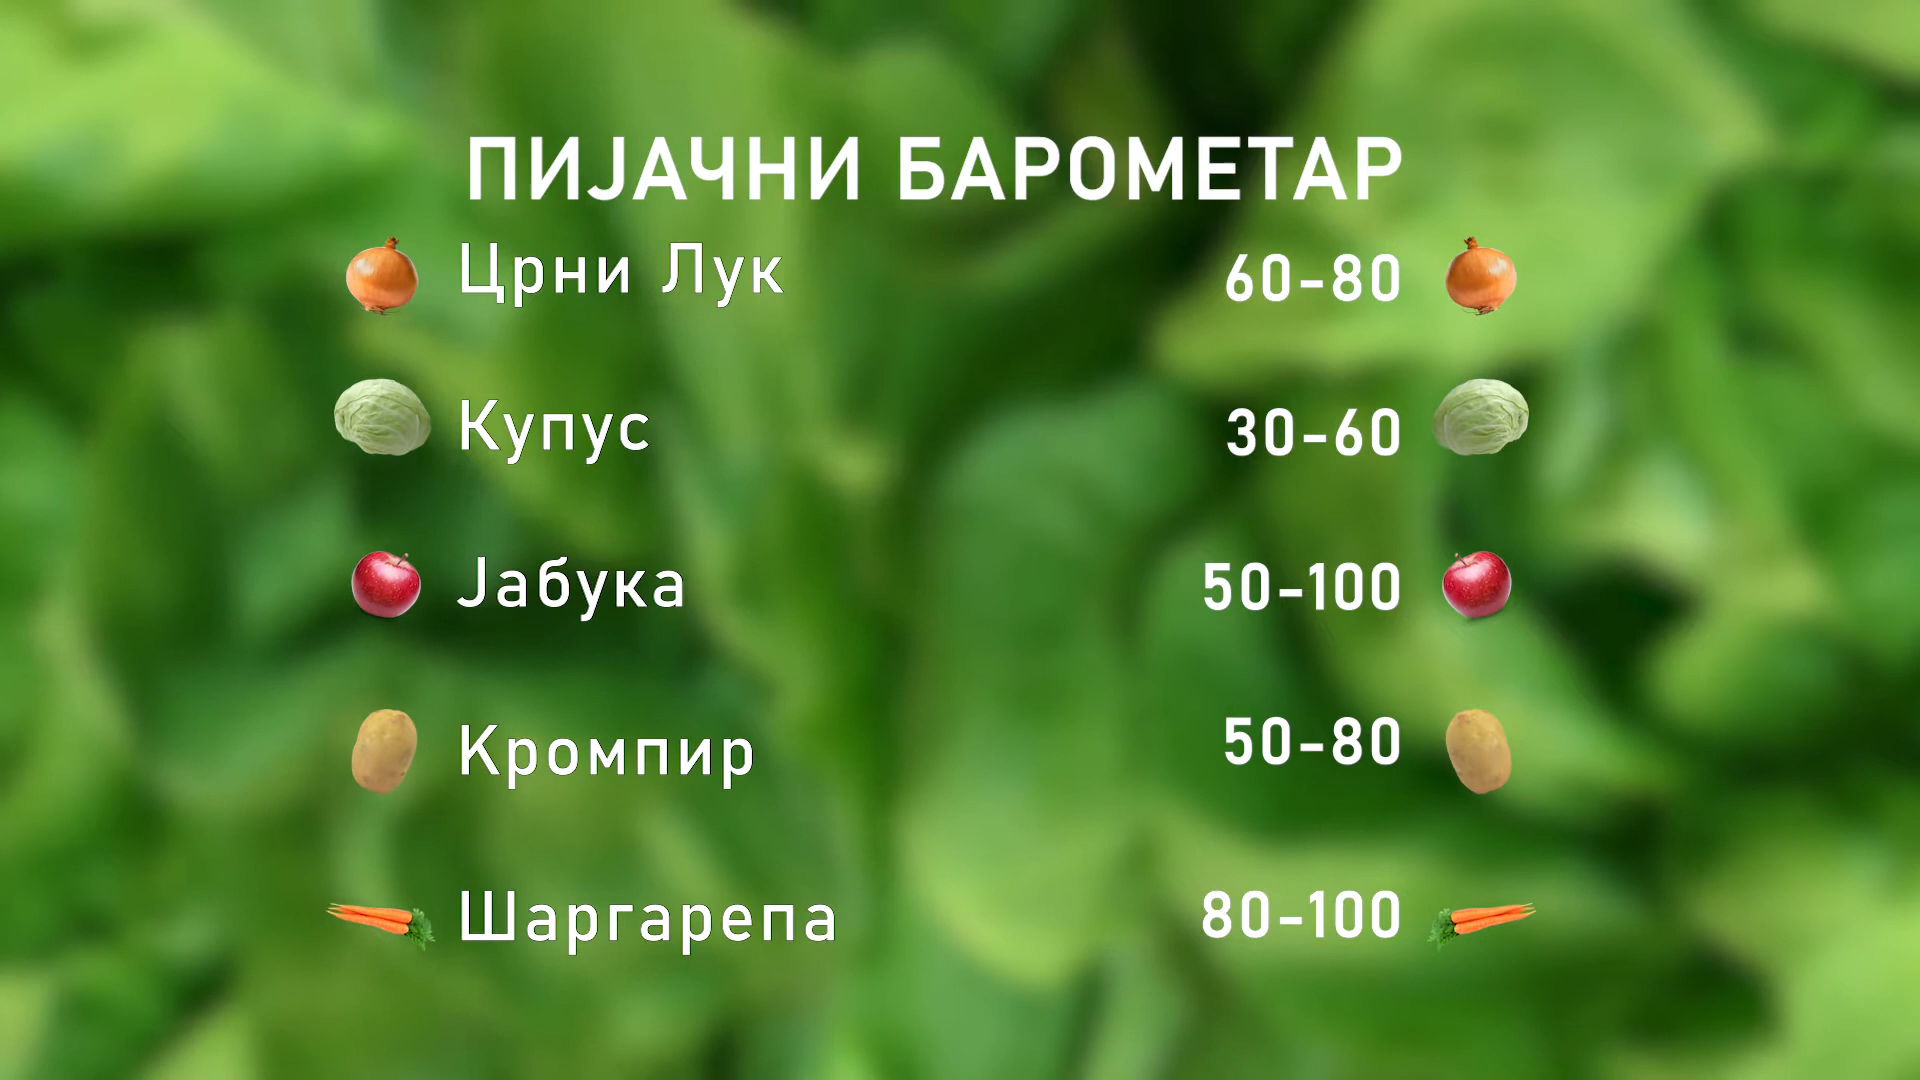 ПИЈАЧНИ БАРОМЕТАР
Црни Лук 60-80
Купус 30-60
Јабука 50-100
Кромпир 50-80
Шаргарепа 80-100